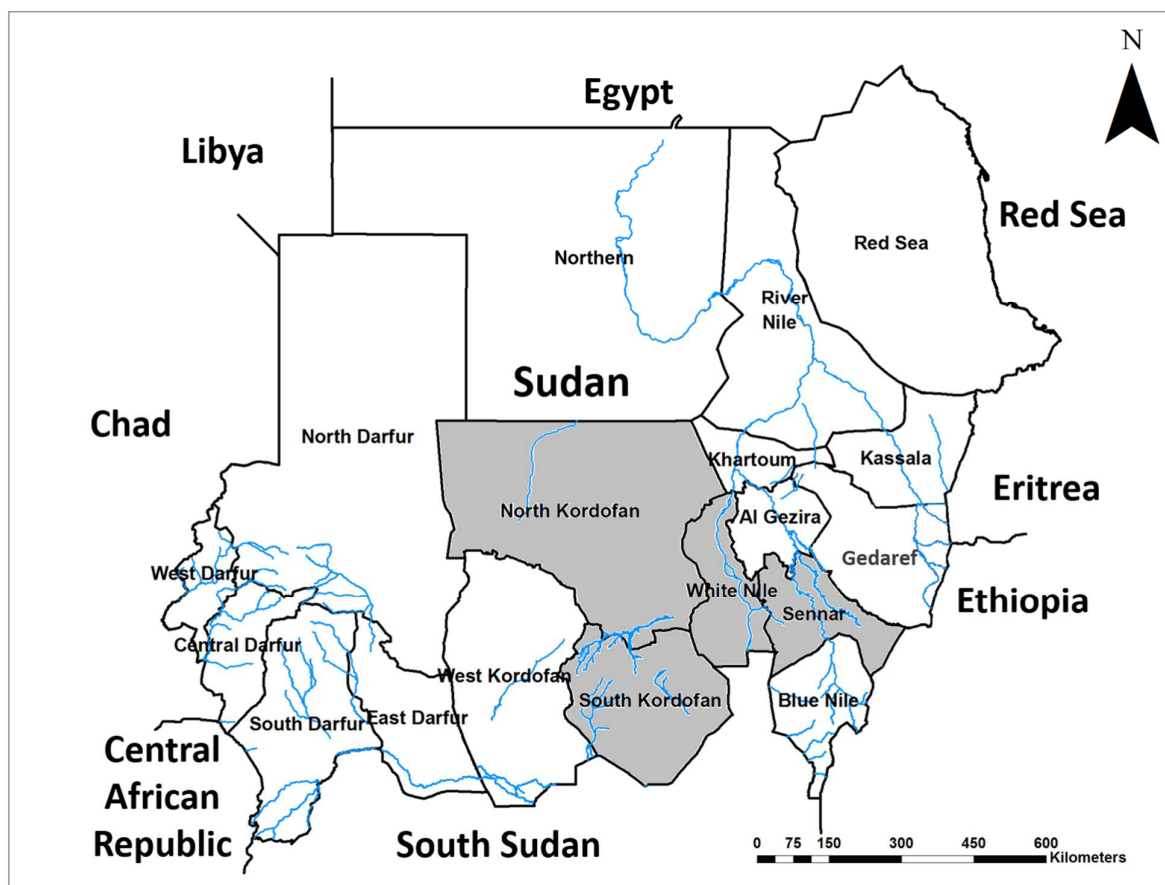 N
Egypt
Libya
Red Sea
Red Sea
Northern
River
Nile
Sudan
Chad
North Darfur
Khartoum
Kassala
Eritrea
North Kordofan
Al Gezira
Gedaref
West Darfur
White Nile
Sennar
Ethiopia
Central Darfur
West Kordofan
South Kordofan
Blue Nile
South Darfur
East Darfur
Central
African
Republic
South Sudan
0 75 150 300 450 600
Kilometers